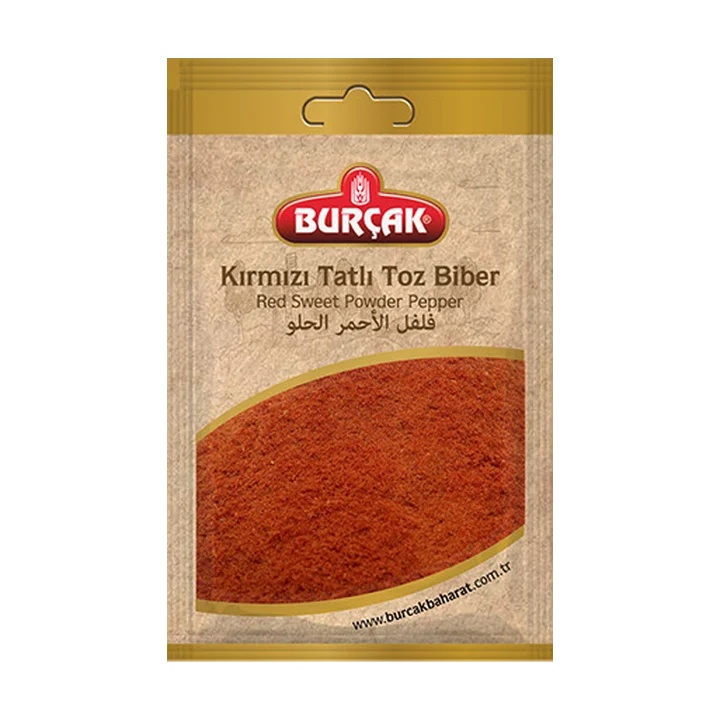 BURÇAK®
Kırmızı Tatlı Toz Biber
Red Sweet Powder Pepper
فلفل الأحمر الحلو
www.burcakbaharat.com.tr